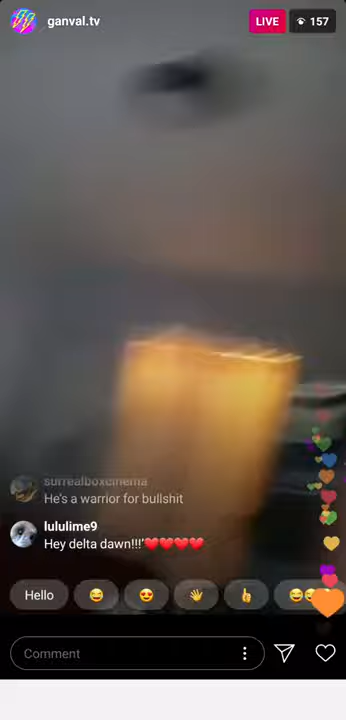 ganval.tv
LIVE
157
surrealboxcinema
He's a warrior for bullshit
lululime9
Hey delta dawn!!!❤️❤️❤️❤️
Hello
Comment